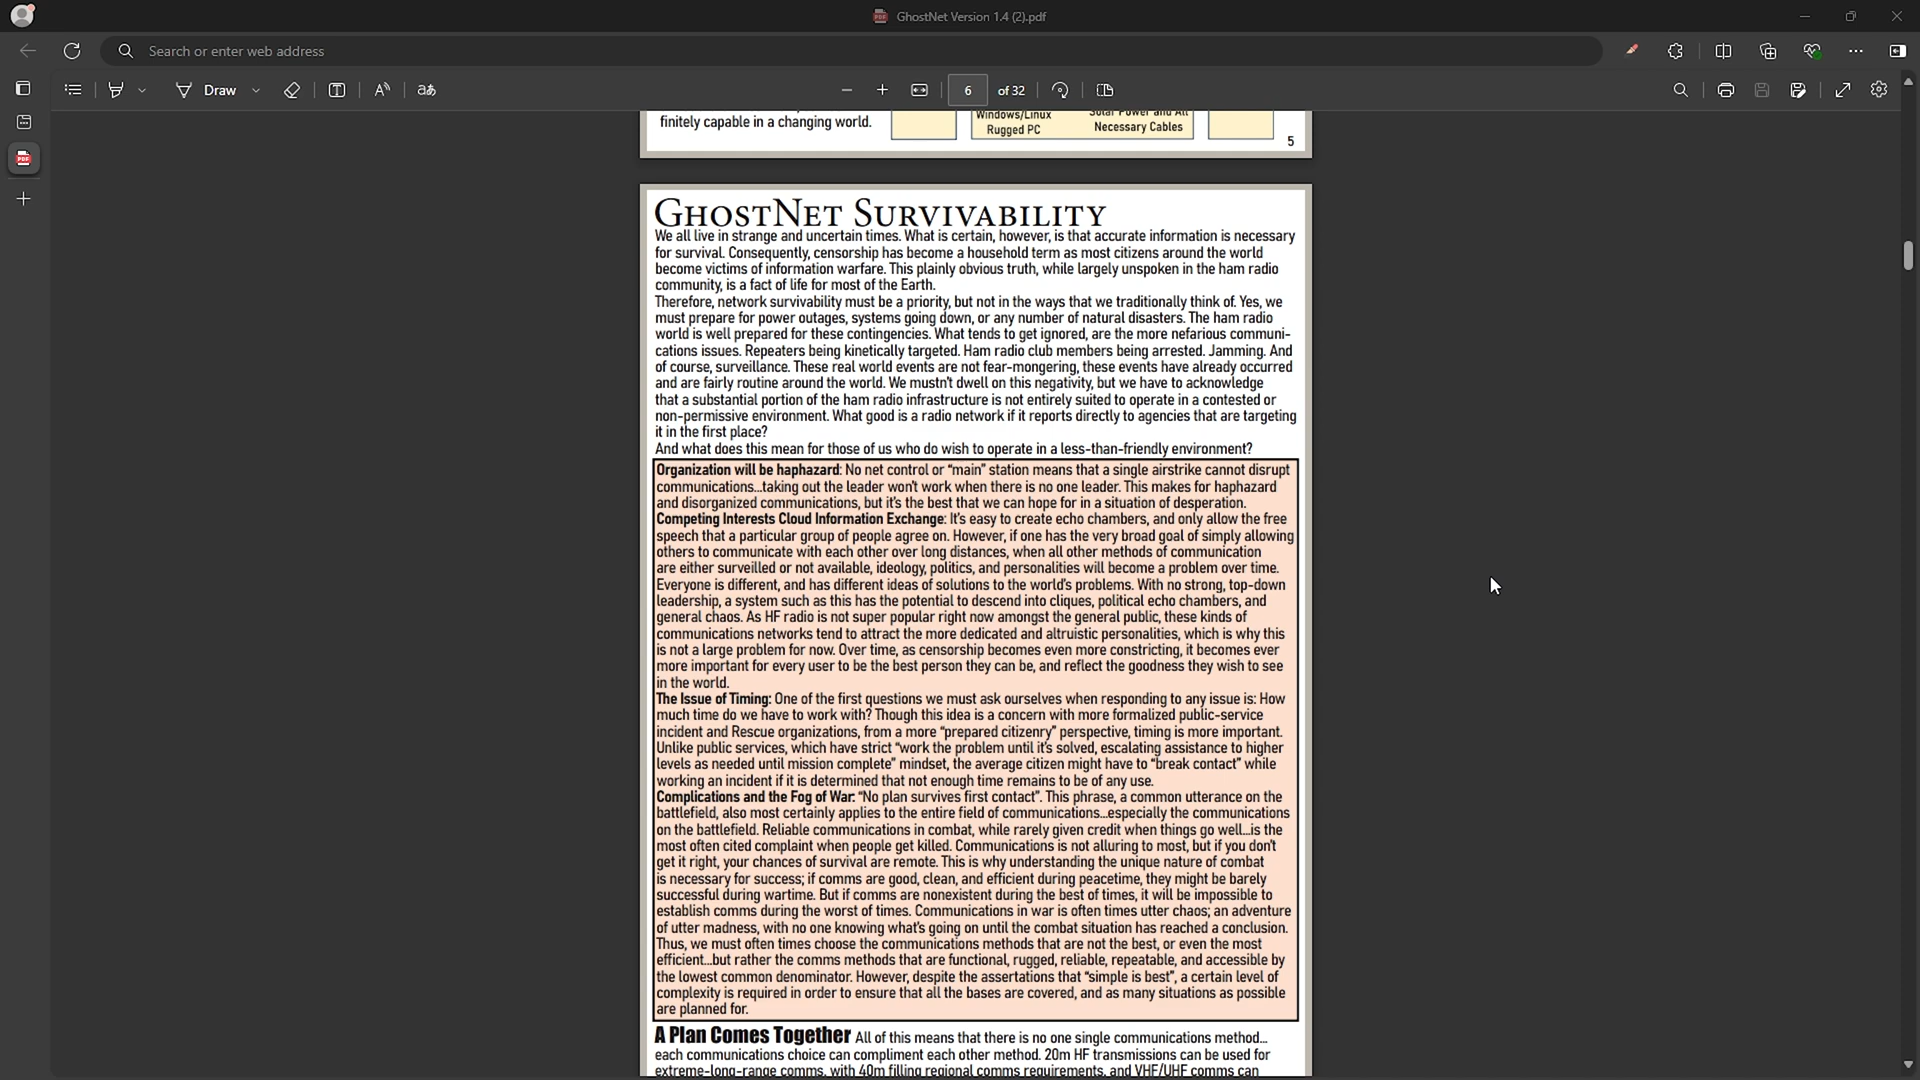 GhostNet Version 1.4 (2).pdf
Search or enter web address
Draw
6
of 32
finitely capable in a changing world.
Windows/Linux
Rugged PC
Solar Power and All
Necessary Cables
5
GHOSTNET SURVIVABILITY
We all live in strange and uncertain times. What is certain, however, is that accurate information is necessary
for survival. Consequently, censorship has become a household term as most citizens around the world
become victims of information warfare. This plainly obvious truth, while largely unspoken in the ham radio
community, is a fact of life for most of the Earth.
Therefore, network survivability must be a priority, but not in the ways that we traditionally think of. Yes, we
must prepare for power outages, systems going down, or any number of natural disasters. The ham radio
world is well prepared for these contingencies. What tends to get ignored, are the more nefarious communi-
cations issues. Repeaters being kinetically targeted. Ham radio club members being arrested. Jamming. And
of course, surveillance. These real world events are not fear-mongering, these events have already occurred
and are fairly routine around the world. We mustn't dwell on this negativity, but we have to acknowledge
that a substantial portion of the ham radio infrastructure is not entirely suited to operate in a contested or
non-permissive environment. What good is a radio network if it reports directly to agencies that are targeting
it in the first place?
And what does this mean for those of us who do wish to operate in a less-than-friendly environment?
Organization will be haphazard: No net control or “main” station means that a single airstrike cannot disrupt
communications...taking out the leader won't work when there is no one leader. This makes for haphazard
and disorganized communications, but it's the best that we can hope for in a situation of desperation.
Competing Interests Cloud Information Exchange: It's easy to create echo chambers, and only allow the free
speech that a particular group of people agree on. However, if one has the very broad goal of simply allowing
others to communicate with each other over long distances, when all other methods of communication
are either surveilled or not available, ideology, politics, and personalities will become a problem over time.
Everyone is different, and has different ideas of solutions to the world's problems. With no strong, top-down
leadership, a system such as this has the potential to descend into cliques, political echo chambers, and
general chaos. As HF radio is not super popular right now amongst the general public, these kinds of
communications networks tend to attract the more dedicated and altruistic personalities, which is why this
is not a large problem for now. Over time, as censorship becomes even more constricting, it becomes ever
more important for every user to be the best person they can be, and reflect the goodness they wish to see
in the world.
The Issue of Timing: One of the first questions we must ask ourselves when responding to any issue is: How
much time do we have to work with? Though this idea is a concern with more formalized public-service
incident and Rescue organizations, from a more “prepared citizenry” perspective, timing is more important.
Unlike public services, which have strict “work the problem until it's solved, escalating assistance to higher
levels as needed until mission complete” mindset, the average citizen might have to “break contact” while
working an incident if it is determined that not enough time remains to be of any use.
Complications and the Fog of War: “No plan survives first contact”. This phrase, a common utterance on the
battlefield, also most certainly applies to the entire field of communications...especially the communications
on the battlefield. Reliable communications in combat, while rarely given credit when things go well...is the
most often cited complaint when people get killed. Communications is not alluring to most, but if you don't
get it right, your chances of survival are remote. This is why understanding the unique nature of combat
is necessary for success; if comms are good, clean, and efficient during peacetime, they might be barely
successful during wartime. But if comms are nonexistent during the best of times, it will be impossible to
establish comms during the worst of times. Communications in war is often times utter chaos; an adventure
of utter madness, with no one knowing what's going on until the combat situation has reached a conclusion.
Thus, we must often times choose the communications methods that are not the best, or even the most
efficient...but rather the comms methods that are functional, rugged, reliable, repeatable, and accessible by
the lowest common denominator. However, despite the assertions that “simple is best”, a certain level of
complexity is required in order to ensure that all the bases are covered, and as many situations as possible
are planned for.
A Plan Comes Together All of this means that there is no one single communications method...
each communications choice can compliment each other method. 20m HF transmissions can be used for
extreme-long-range comms, with 40m filling regional comms requirements, and VHF/UHF comms can